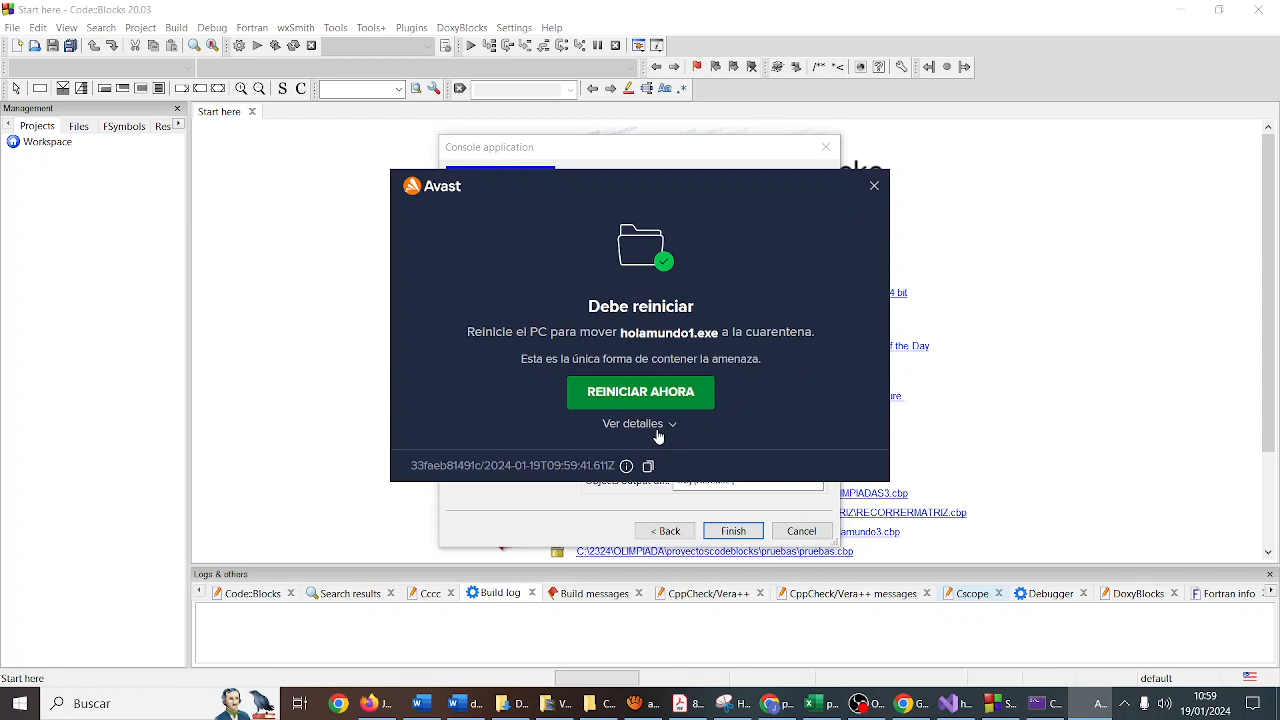 Start here - Code::Blocks 20.03
File Edit View Search Project Build Debug Fortran wxSmith Tools Tools+ Plugins DoxyBlocks Settings Help
Management
Start here
Projects Files FSymbols Res
Workspace
Console application
Avast
4 bit
Debe reiniciar
Reinicie el PC para mover holamundo1.exe a la cuarentena.
f the Day
Esta es la única forma de contener la amenaza.
REINICIAR AHORA
ure
Ver detalles
33faeb81491c/2024-01-19T09:59:41.611Z
IMPIADAS3.cbp
RIZ\RECORRERMATRIZ.cbp
amundo3.cbp
< Back Finish Cancel
C:\2324\OLIMPIADA\proyectoscodeblocks\pruebas\pruebas.cbp
Logs & others
Code::Blocks Search results Cccc Build log Build messages CppCheck/Vera++ CppCheck/Vera++ messages Cscope Debugger DoxyBlocks Fortran info
Start here default
Buscar J... W... d... D... V... C... a... B... H... p... p... O... C... h... S... C... A... 10:59
19/01/2024